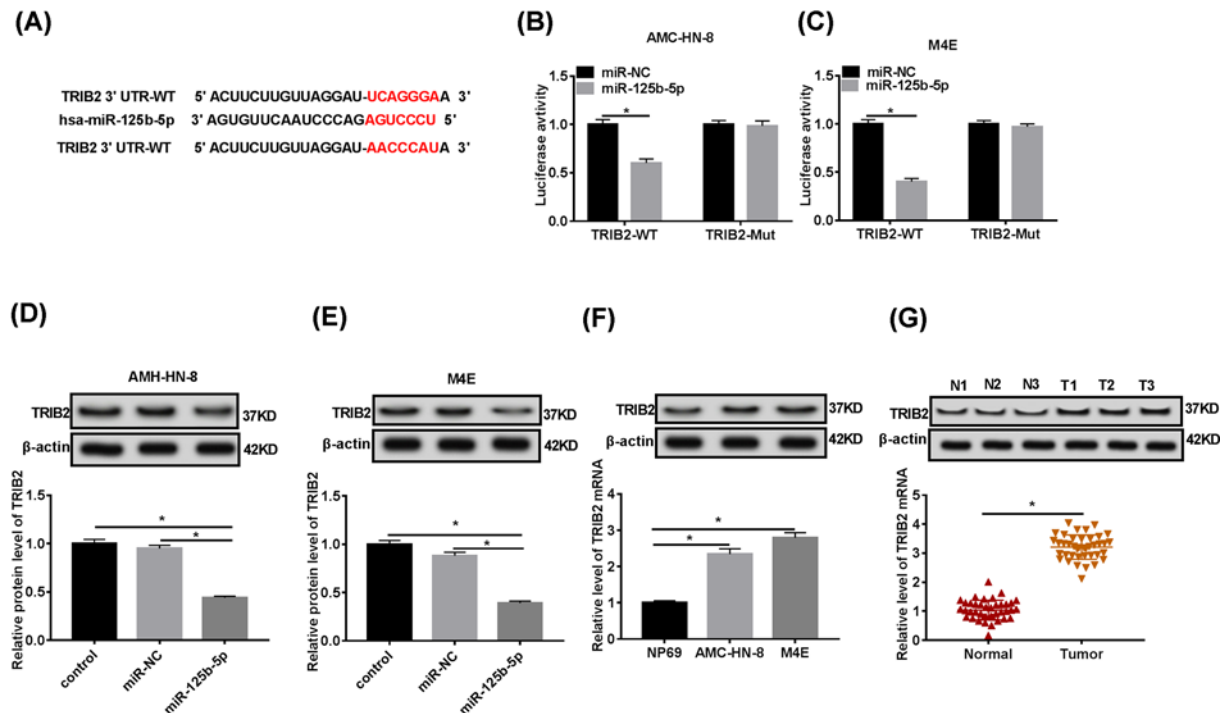 (A)
TRIB2 3' UTR-WT 5' ACUUCUUGUUAGGAU-UCAGGGAA 3'
hsa-miR-125b-5p 3' AGUGUUCAAUCCCAGAGUCCCU 5'
TRIB2 3' UTR-WT 5' ACUUCUUGUUAGGAU-AACCCAUA 3'
(B)
AMC-HN-8
miR-NC
miR-125b-5p
Luciferase avtivity
1.5
1.0
0.5
0.0
*
TRIB2-WT TRIB2-Mut
(C)
M4E
miR-NC
miR-125b-5p
Luciferase activity
1.5
1.0
0.5
0.0
*
TRIB2-WT TRIB2-Mut
(D)
AMH-HN-8
TRIB2 37KD
β-actin 42KD
Relative protein level of TRIB2
1.5
1.0
0.5
0.0
*
*
control miR-NC miR-125b-5p
(E)
M4E
TRIB2 37KD
β-actin 42KD
Relative protein level of TRIB2
1.5
1.0
0.5
0.0
*
*
control miR-NC miR-125b-5p
(F)
TRIB2 37KD
β-actin 42KD
Relative level of TRIB2 mRNA
4
3
2
1
0
*
*
NP69 AMC-HN-8 M4E
(G)
N1 N2 N3 T1 T2 T3
TRIB2 37KD
β-actin 42KD
Relative level of TRIB2 mRNA
5
4
3
2
1
0
*
Normal Tumor